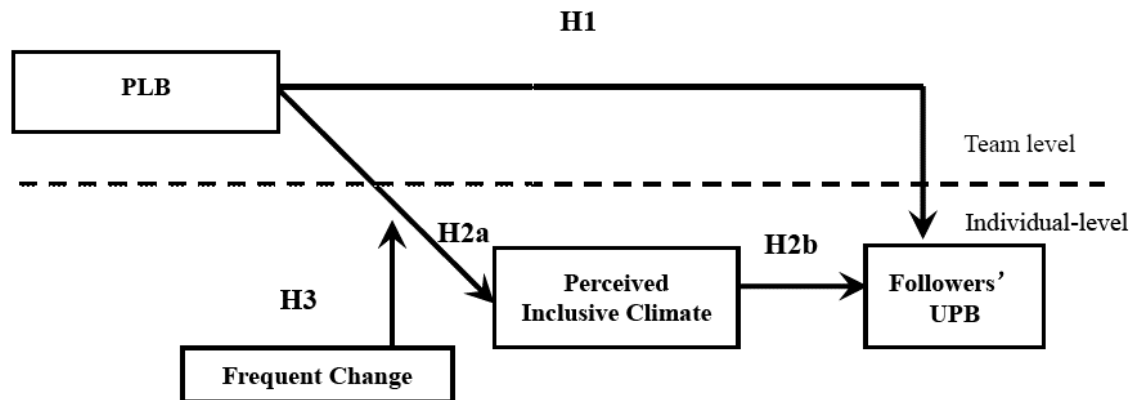 H1
PLB
Team level
Individual-level
H2a
H2b
Perceived
Inclusive Climate
Followers’
UPB
H3
Frequent Change